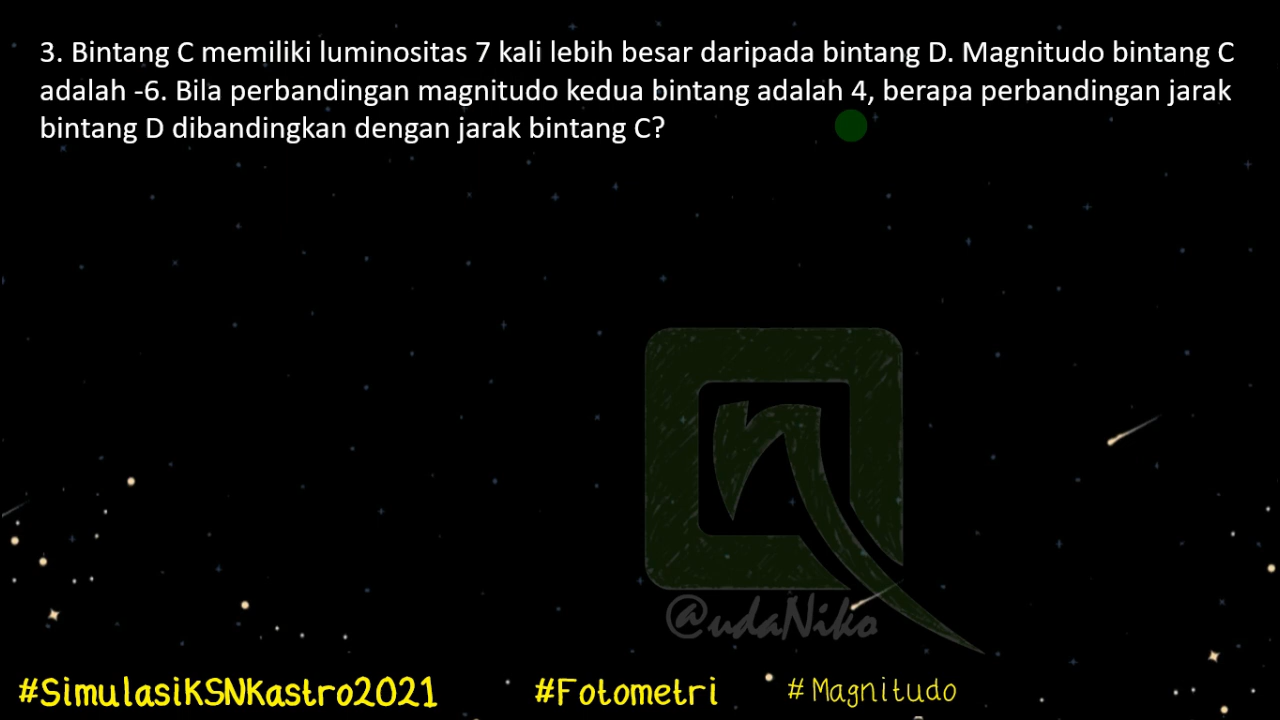 3. Bintang C memiliki luminositas 7 kali lebih besar daripada bintang D. Magnitudo bintang C
adalah -6. Bila perbandingan magnitudo kedua bintang adalah 4, berapa perbandingan jarak
bintang D dibandingkan dengan jarak bintang C?
@udaNiko
#SimulasiKSNKastro2021 #Fotometri #Magnitudo